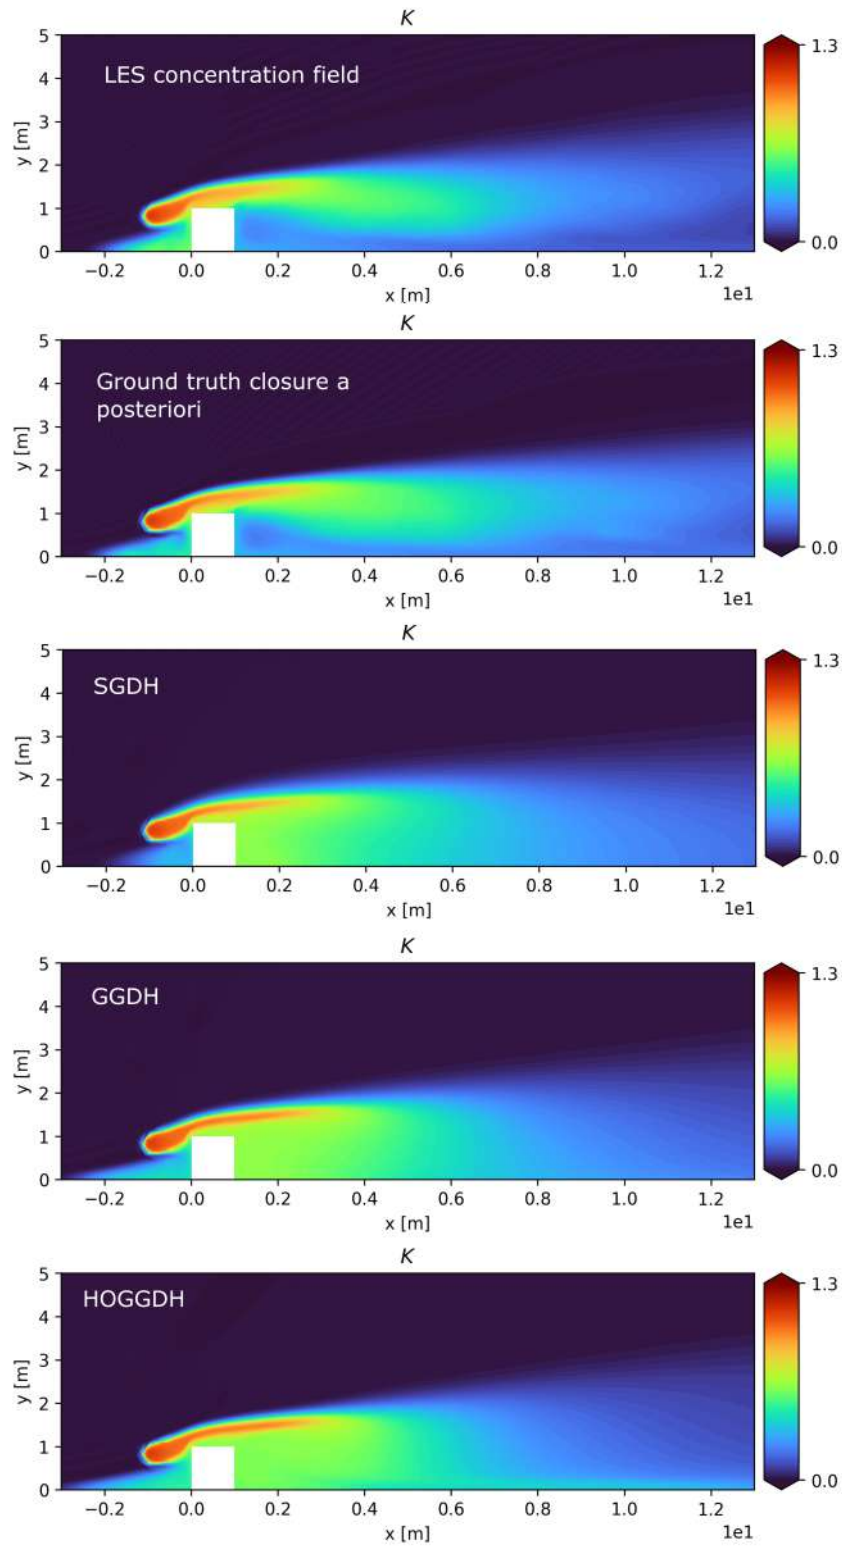 K
5
4
3
2
1
0
y [m]
LES concentration field
1.3
0.0
−0.2 0.0 0.2 0.4 0.6 0.8 1.0 1.2
1e1
x [m]
K
5
4
3
2
1
0
y [m]
Ground truth closure a
posteriori
1.3
0.0
−0.2 0.0 0.2 0.4 0.6 0.8 1.0 1.2
1e1
x [m]
K
5
4
3
2
1
0
y [m]
SGDH
1.3
0.0
−0.2 0.0 0.2 0.4 0.6 0.8 1.0 1.2
1e1
x [m]
K
5
4
3
2
1
0
y [m]
GGDH
1.3
0.0
−0.2 0.0 0.2 0.4 0.6 0.8 1.0 1.2
1e1
x [m]
K
5
4
3
2
1
0
y [m]
HOGGDH
1.3
0.0
−0.2 0.0 0.2 0.4 0.6 0.8 1.0 1.2
1e1
x [m]